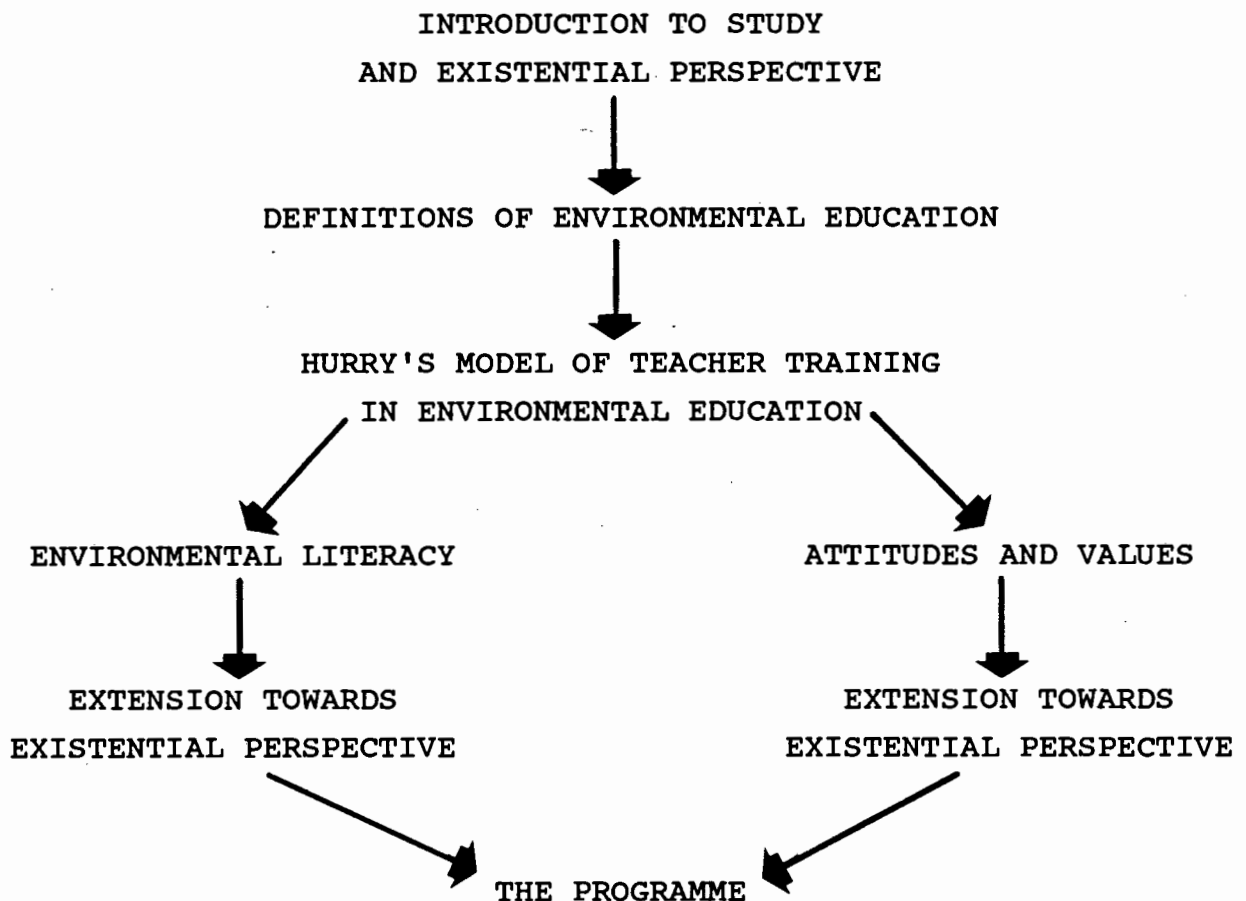 INTRODUCTION TO STUDY
AND EXISTENTIAL PERSPECTIVE
DEFINITIONS OF ENVIRONMENTAL EDUCATION
HURRY'S MODEL OF TEACHER TRAINING
IN ENVIRONMENTAL EDUCATION
ENVIRONMENTAL LITERACY
ATTITUDES AND VALUES
EXTENSION TOWARDS
EXISTENTIAL PERSPECTIVE
EXTENSION TOWARDS
EXISTENTIAL PERSPECTIVE
THE PROGRAMME